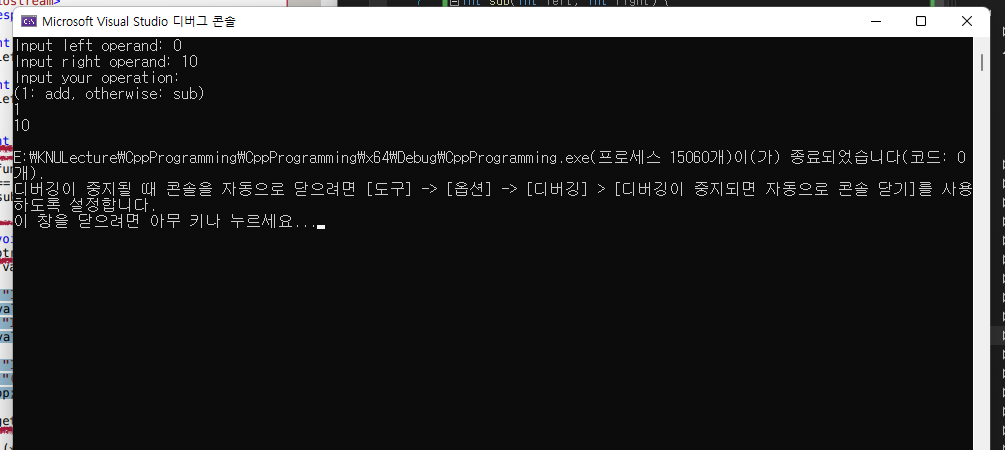 Microsoft Visual Studio 디버그 콘솔
Input left operand: 0
Input right operand: 10
Input your operation:
(1: add, otherwise: sub)
1
10
E:₩KNULecture₩CppProgramming₩CppProgramming₩x64₩Debug₩CppProgramming.exe(프로세스 15060개)이(가) 종료되었습니다(코드: 0
개).
디버깅이 중지될 때 콘솔을 자동으로 닫으려면 [도구] -> [옵션] -> [디버깅] > [디버깅이 중지되면 자동으로 콘솔 닫기]를 사용
하도록 설정합니다.
이 창을 닫으려면 아무 키나 누르세요...